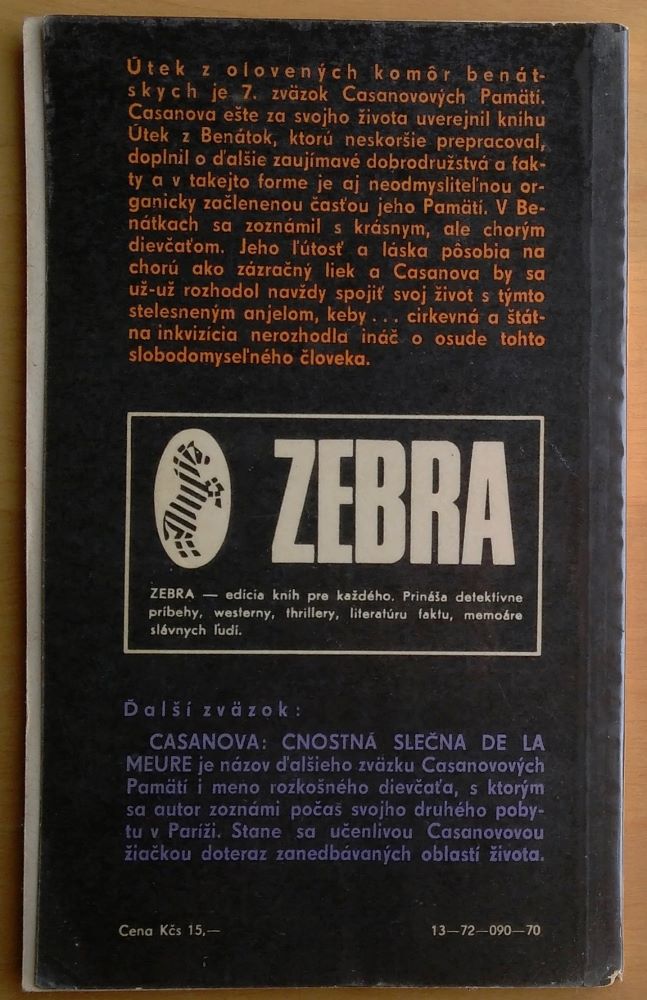 Útek z olovených komôr benát-
skych je 7. zväzok Casanovových Pamätí.
Casanova ešte za svojho života uverejnil knihu
Útek z Benátok, ktorú neskoršie prepracoval,
doplnil o ďalšie zaujímavé dobrodružstvá a fak-
ty a v takejto forme je aj neodmysliteľnou or-
ganicky začlenenou časťou jeho Pamätí. V Be-
nátkach sa zoznámil s krásnym, ale chorým
dievčaťom. Jeho ľútosť a láska pôsobia na
chorú ako zázračný liek a Casanova by sa
už-už rozhodol navždy spojiť svoj život s týmto
stelesneným anjelom, keby . . . cirkevná a štát-
na inkvizícia nerozhodla ináč o osude tohto
slobodomyseľného človeka.
ZEBRA
ZEBRA — edícia kníh pre každého. Prináša detektívne
príbehy, westerny, thrillery, literatúru faktu, memoáre
slávnych ľudí.
Ďalší zväzok:
CASANOVA: CNOSTNÁ SLEČNA DE LA
MEURE je názov ďalšieho zväzku Casanovových
Pamätí i meno rozkošného dievčaťa, s ktorým
sa autor zoznámi počas svojho druhého poby-
tu v Paríži. Stane sa učenlivou Casanovovou
žiačkou doteraz zanedbávaných oblastí života.
Cena Kčs 15,—
13—72—090—70